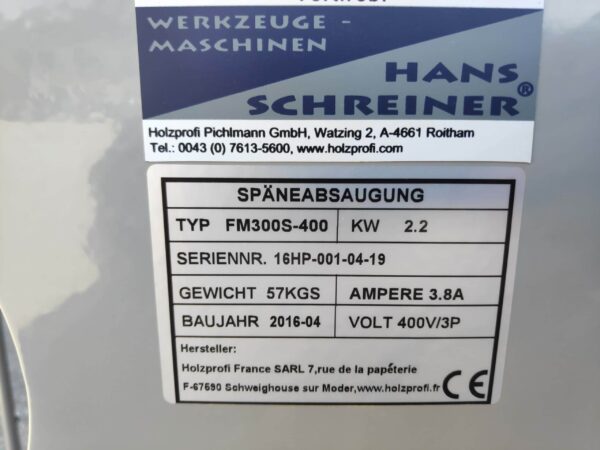 WERKZEUGE -
MASCHINEN
HANS
SCHREINER®
Holzprofi Pichlmann GmbH, Watzing 2, A-4661 Roitham
Tel.: 0043 (0) 7613-5600, www.holzprofi.com
SPÄNEABSAUGUNG
TYP FM300S-400 KW 2.2
SERIENNR. 16HP-001-04-19
GEWICHT 57KGS AMPERE 3.8A
BAUJAHR 2016-04 VOLT 400V/3P
Hersteller:
Holzprofi France SARL 7,rue de la papéterie
F-67590 Schweighouse sur Moder,www.holzprofi.fr CE